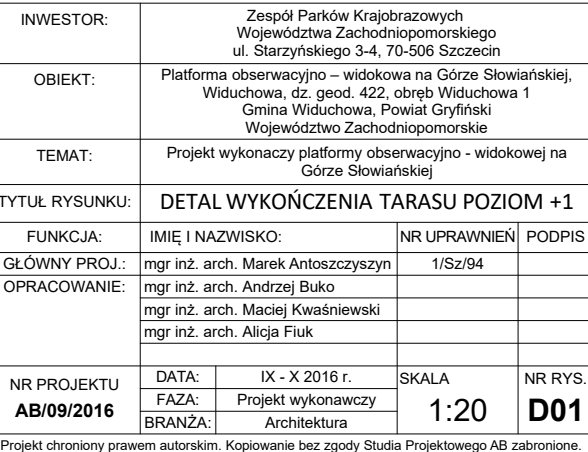 INWESTOR:
Zespół Parków Krajobrazowych
Województwa Zachodniopomorskiego
ul. Starzyńskiego 3-4, 70-506 Szczecin
OBIEKT:
Platforma obserwacyjno – widokowa na Górze Słowiańskiej,
Widuchowa, dz. geod. 422, obręb Widuchowa 1
Gmina Widuchowa, Powiat Gryfiński
Województwo Zachodniopomorskie
TEMAT:
Projekt wykonaczy platformy obserwacyjno - widokowej na
Górze Słowiańskiej
TYTUŁ RYSUNKU: DETAL WYKOŃCZENIA TARASU POZIOM +1
FUNKCJA: IMIĘ I NAZWISKO: NR UPRAWNIEŃ PODPIS
GŁÓWNY PROJ.: mgr inż. arch. Marek Antoszczyszyn 1/Sz/94
OPRACOWANIE: mgr inż. arch. Andrzej Buko
mgr inż. arch. Maciej Kwaśniewski
mgr inż. arch. Alicja Fiuk
NR PROJEKTU
AB/09/2016
DATA: IX - X 2016 r.
FAZA: Projekt wykonawczy
BRANŻA: Architektura
SKALA
1:20
NR RYS.
D01
Projekt chroniony prawem autorskim. Kopiowanie bez zgody Studia Projektowego AB zabronione.